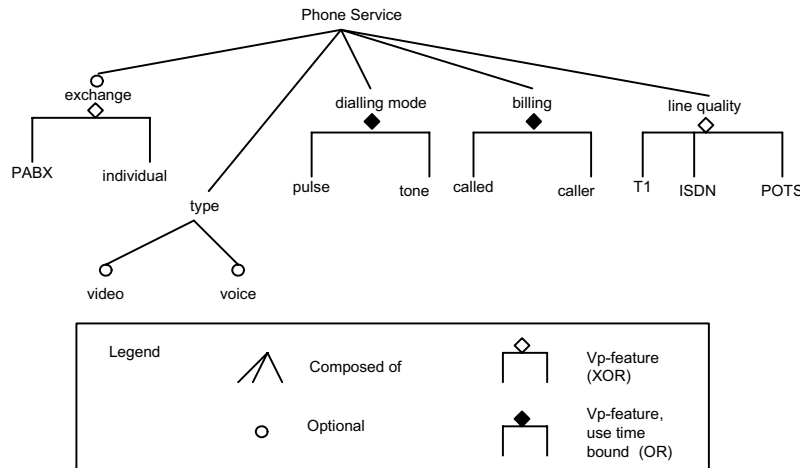 Phone Service
exchange
dialling mode
billing
line quality
PABX
individual
pulse
tone
called
caller
T1
ISDN
POTS
type
video
voice
Legend
Composed of
Vp-feature
(XOR)
Optional
Vp-feature,
use time
bound (OR)